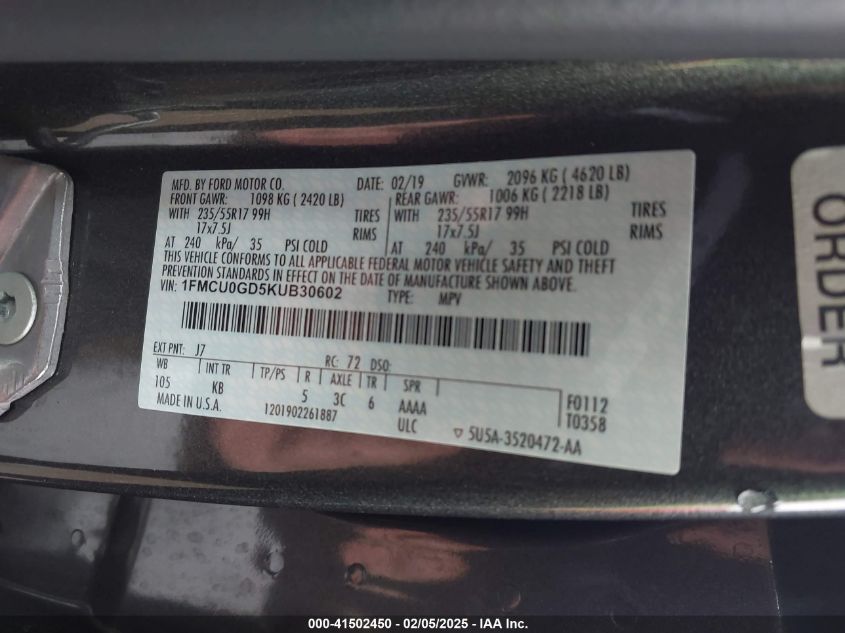 MFD. BY FORD MOTOR CO. DATE: 02/19 GVWR: 2096 KG ( 4620 LB)
FRONT GAWR: 1098 KG ( 2420 LB) REAR GAWR: 1006 KG ( 2218 LB)
WITH 235/55R17 99H TIRES WITH 235/55R17 99H TIRES
17x7.5J RIMS 17x7.5J RIMS
AT 240 kPa/ 35 PSI COLD AT 240 kPa/ 35 PSI COLD
THIS VEHICLE CONFORMS TO ALL APPLICABLE FEDERAL MOTOR VEHICLE SAFETY AND THEFT
PREVENTION STANDARDS IN EFFECT ON THE DATE OF MANUFACTURE SHOWN ABOVE.
VIN: 1FMCU0GD5KUB30602 TYPE: MPV
EXT PNT: J7 RC: 72 DSO:
WB INT TR TP/PS R AXLE TR SPR
105 KB 5 3C 6 AAAA F0112
MADE IN U.S.A. 1201902261887 ULC T0358
▽ 5U5A-3520472-AA
ORDER
000-41502450 - 02/05/2025 - IAA Inc.